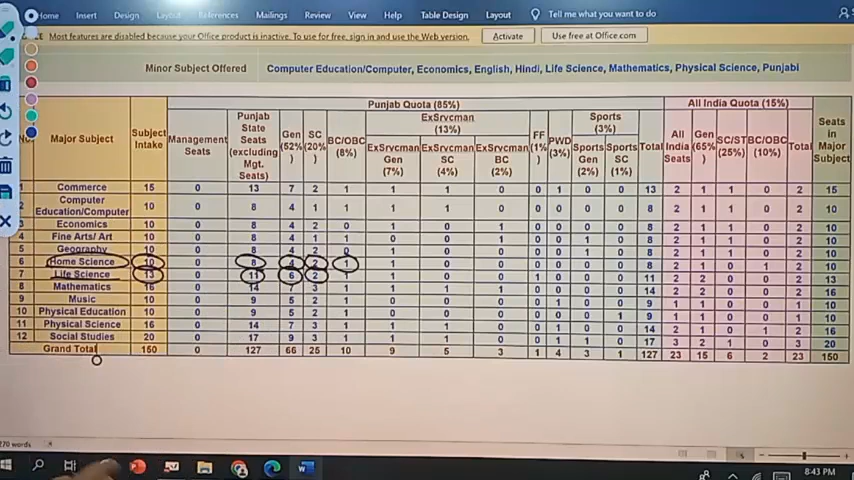 Home Insert Design Layout References Mailings Review View Help Table Design Layout Tell me what you want to do
Most features are disabled because your Office product is inactive. To use for free, sign in and use the Web version. Activate Use free at Office.com
Minor Subject Offered Computer Education/Computer, Economics, English, Hindi, Life Science, Mathematics, Physical Science, Punjabi
Punjab Quota (85%) All India Quota (15%)
Major Subject Subject Intake Management Seats Punjab State Seats (excluding Mgt. Seats) Gen (52%) SC (20%) BC/OBC (8%) ExSrvcman (13%) ExSrvcman Gen (7%) ExSrvcman SC (4%) ExSrvcman BC (2%) FF (1%) PWD (3%) Sports (3%) Sports Gen (2%) Sports SC (1%) Total All India Seats Gen (65%) SC/ST (25%) BC/OBC (10%) Total Seats in Major Subject
1 Commerce 15 0 13 7 2 1 1 1 0 0 1 0 0 13 2 1 1 0 2 15
2 Computer Education/Computer 10 0 8 4 1 1 1 1 0 0 0 0 0 8 2 1 1 0 2 10
3 Economics 10 0 8 4 2 0 1 0 1 0 0 0 0 8 2 1 1 0 2 10
4 Fine Arts/ Art 10 0 8 4 1 1 0 0 0 0 1 1 0 8 2 1 1 0 2 10
5 Geography 10 0 8 4 2 0 1 0 0 0 0 1 0 8 2 2 0 0 2 10
6 Home Science 10 0 8 4 2 1 1 0 0 0 0 0 0 8 2 1 0 1 2 10
7 Life Science 13 0 11 6 2 1 0 0 1 0 0 0 11 2 2 0 0 2 13
8 Mathematics 16 0 14 7 3 1 1 1 1 0 0 0 0 14 2 2 0 0 2 16
9 Music 10 0 9 5 2 1 0 0 0 0 1 0 0 9 1 1 0 0 1 10
10 Physical Education 10 0 9 5 2 1 0 0 0 0 0 0 1 9 1 1 0 0 1 10
11 Physical Science 16 0 14 7 3 1 1 1 0 0 1 0 0 14 2 1 0 1 2 16
12 Social Studies 20 0 17 9 3 1 1 1 0 0 1 1 0 17 3 2 1 0 3 20
Grand Total 150 0 127 66 25 10 9 5 3 1 4 3 1 127 23 15 6 2 23 150
270 words
8:43 PM